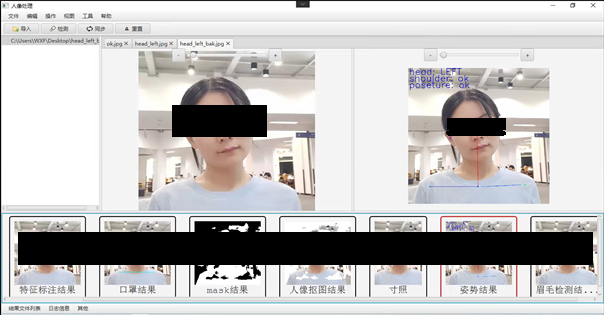 人像处理
文件 编辑 操作 视图 工具 帮助
导入 检测 同步 重置
C:\Users\WXF\Desktop\head_left_b
ok.jpg head_left.jpg head_left_bak.jpg
head: LEFT
shoulder: ok
poseture: ok
特征标注结果 口罩结果 mask结果 人像抠图结果 寸照 姿势结果 眉毛检测结...
结果文件列表 日志信息 其他